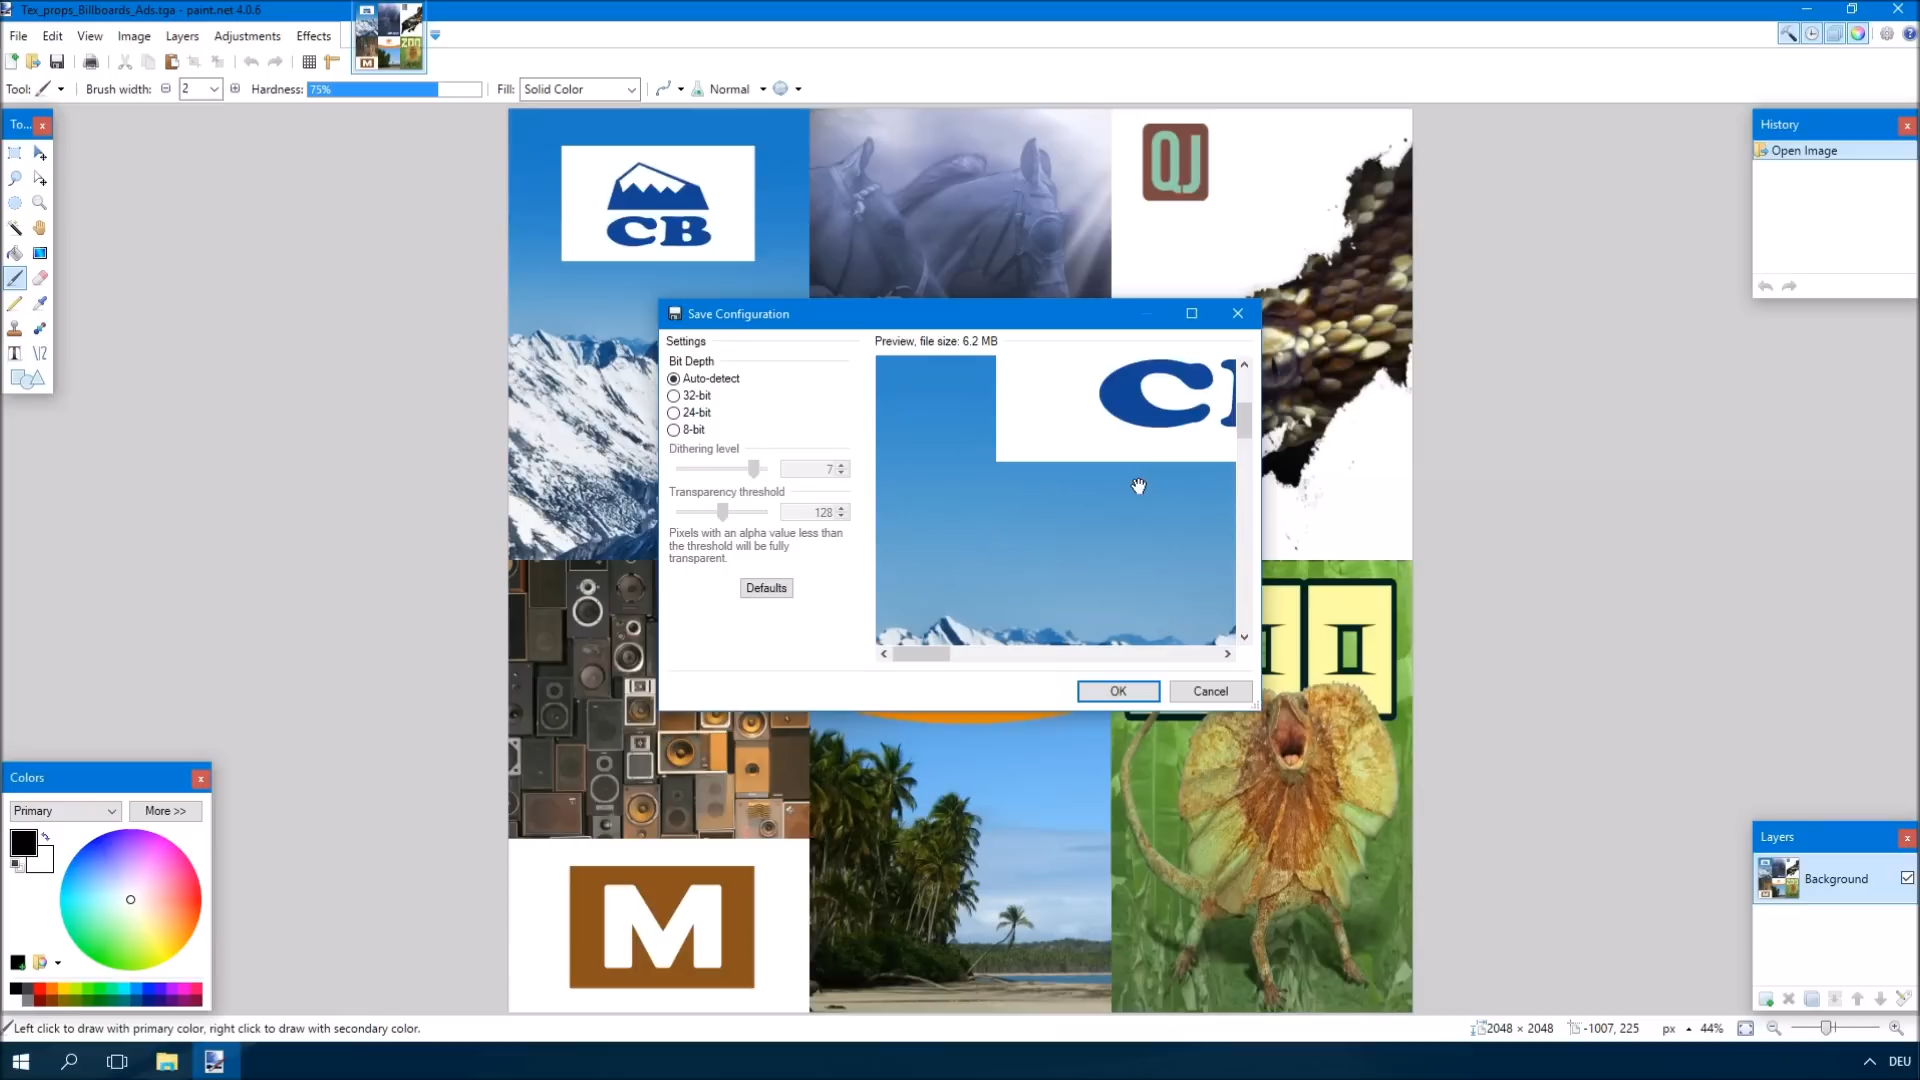 Tex_props_Billboards_Ads.tga - paint.net 4.0.6
File Edit View Image Layers Adjustments Effects
Tool: Brush width: 2 Hardness: 75% Fill: Solid Color Normal
To...
History
Open Image
CB
QJ
Save Configuration
Settings
Bit Depth
Auto-detect
32-bit
24-bit
8-bit
Dithering level
7
Transparency threshold
128
Pixels with an alpha value less than
the threshold will be fully
transparent.
Defaults
Preview, file size: 6.2 MB
OK Cancel
M
Colors
Primary More >>
Layers
Background
Left click to draw with primary color, right click to draw with secondary color.
2048 × 2048 -1007, 225 px 44%
DEU